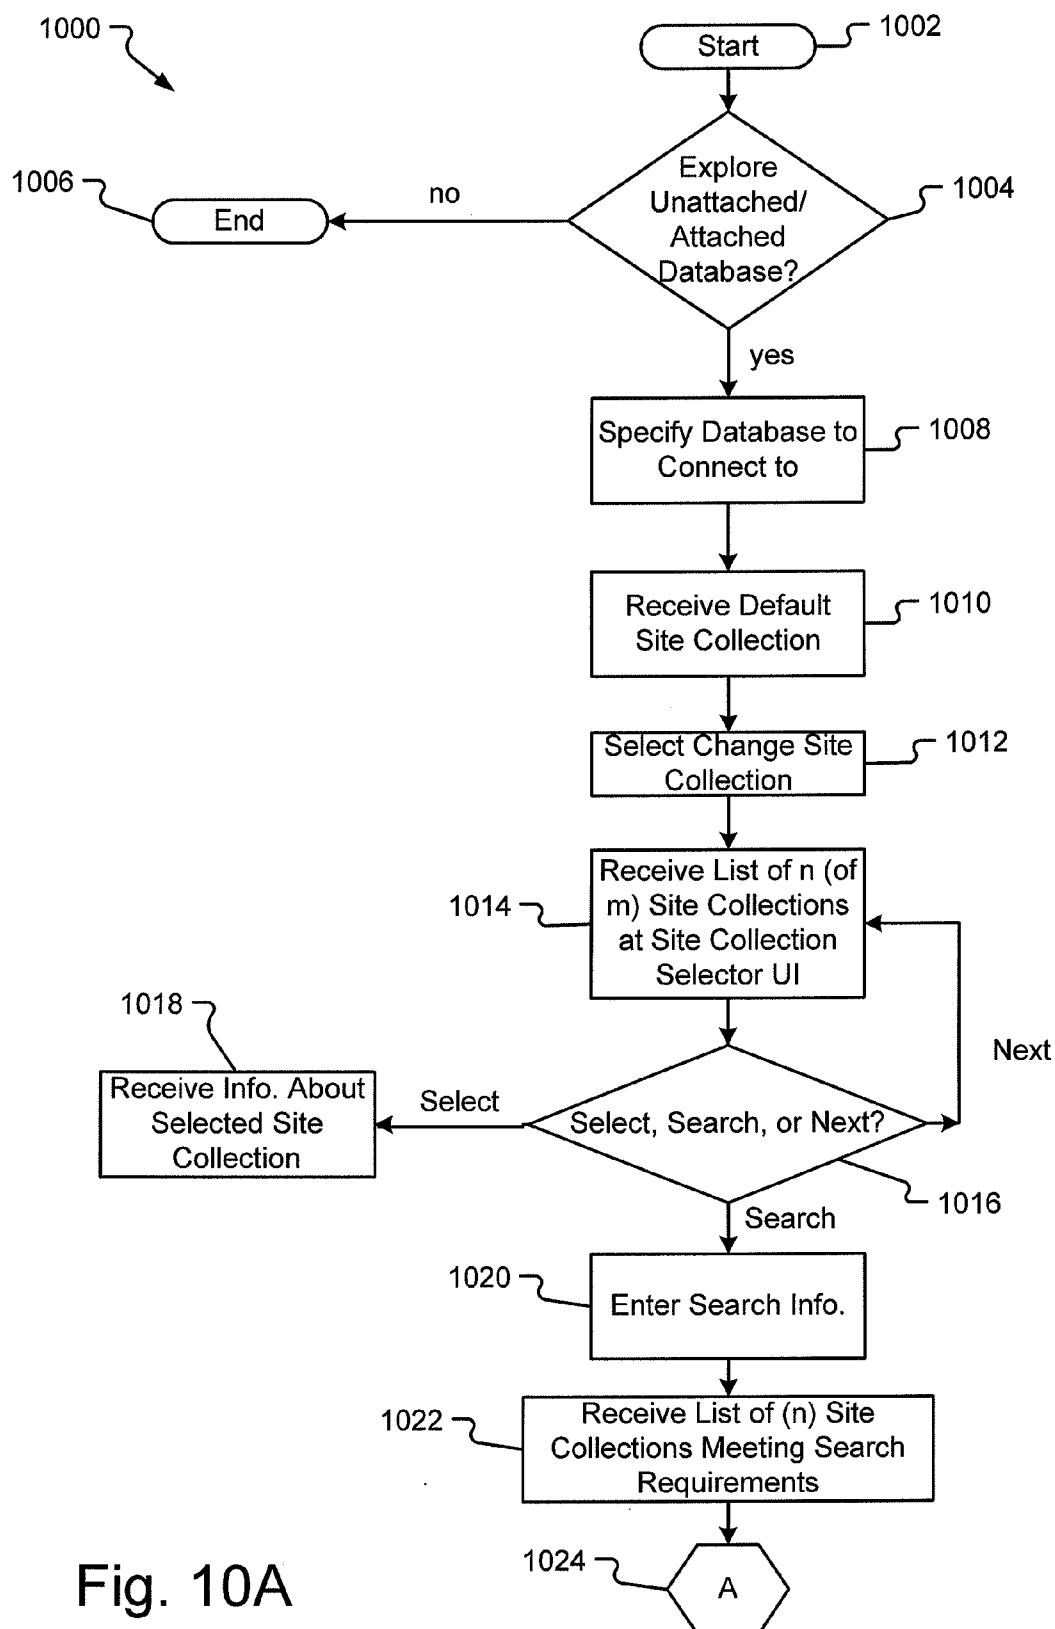 1000
Start
1002
Explore
Unattached/
Attached
Database?
1004
no
End
1006
yes
Specify Database to
Connect to
1008
Receive Default
Site Collection
1010
Select Change Site
Collection
1012
Receive List of n (of
m) Site Collections
at Site Collection
Selector UI
1014
Next
Select, Search, or Next?
1016
Select
1018
Receive Info. About
Selected Site
Collection
Search
1020
Enter Search Info.
1022
Receive List of (n) Site
Collections Meeting Search
Requirements
1024
A
Fig. 10A